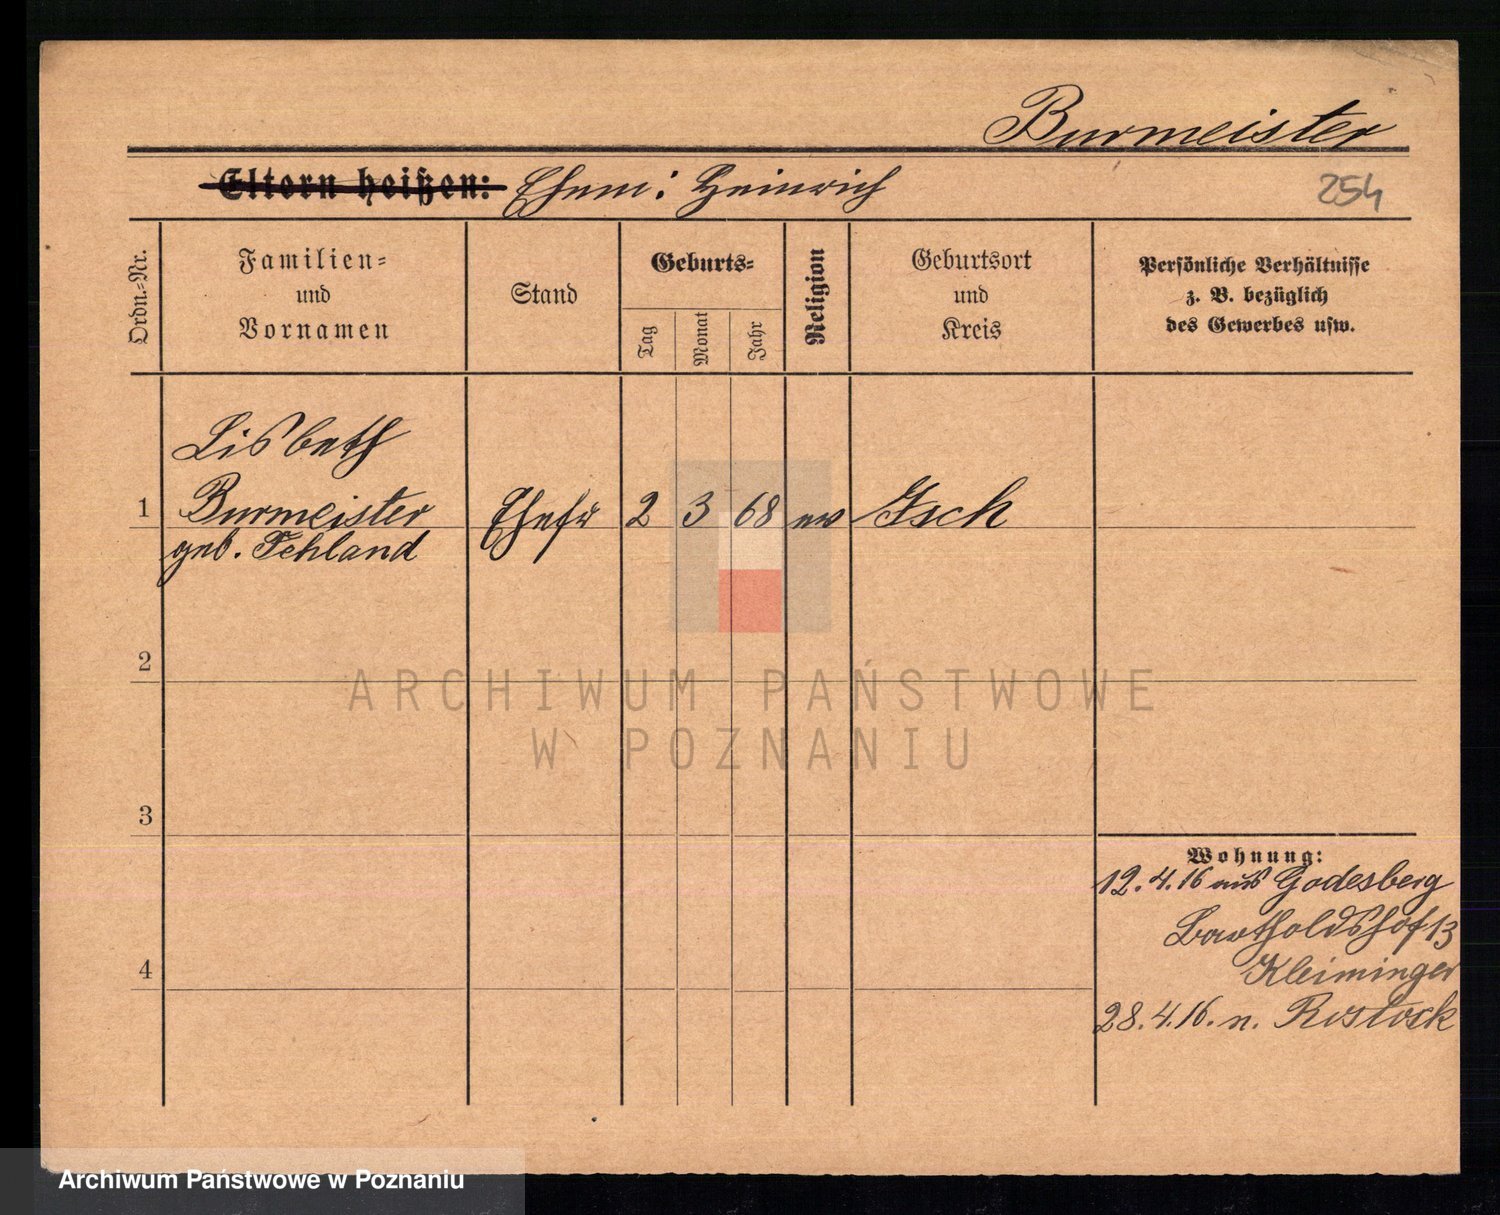 Burmeister
Eltern heißen: Ehem: Heinrich
254
Ordn.-Nr.
Familien-
und
Vornamen
Stand
Geburts-
Tag
Monat
Jahr
Religion
Geburtsort
und
Kreis
Persönliche Verhältnisse
z. B. bezüglich
des Gewerbes usw.
Lisbeth
1 Burmeister Ehefr 2 3 68 ev
geb. Fehland
2
ARCHIWUM PAŃSTWOWE
W POZNANIU
3
Wohnung:
12.4.16 aus Godesberg
Bartholdshof 13
4
Kleiminger
28.4.16. n. Rostock
Archiwum Państwowe w Poznaniu